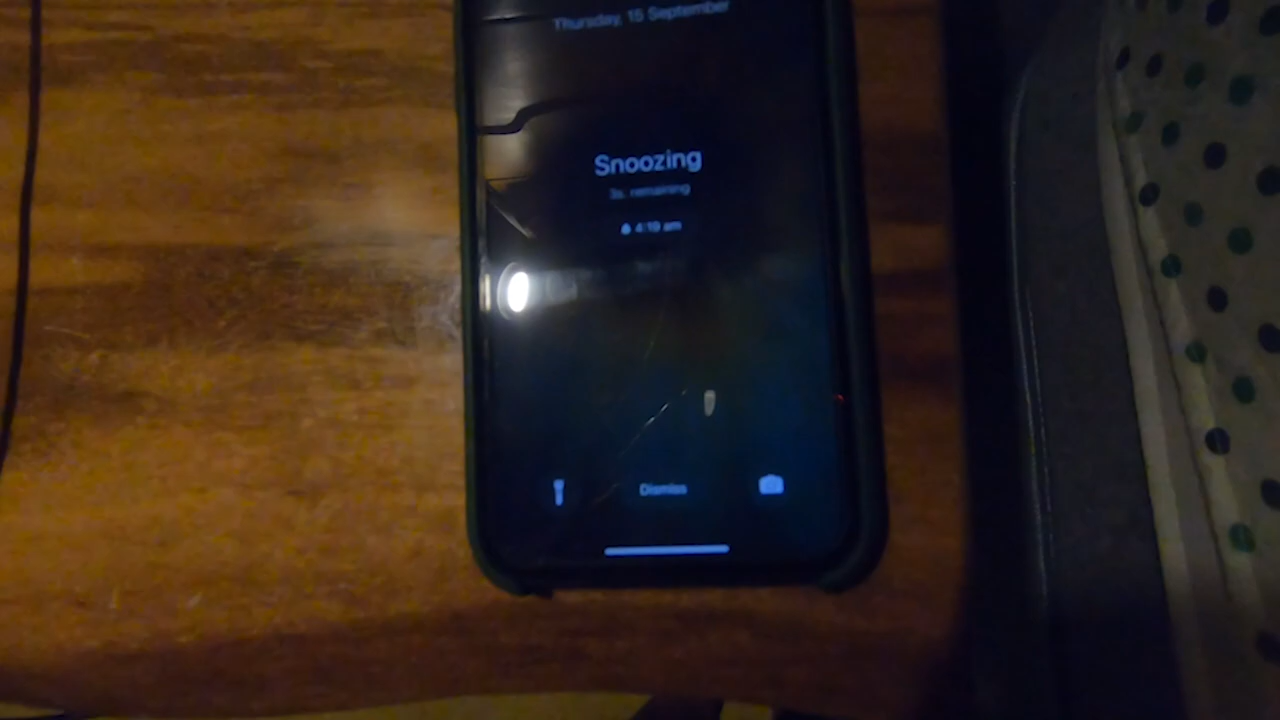 Thursday, 15 September
Snoozing
3s. remaining
4:19 am
Dismiss